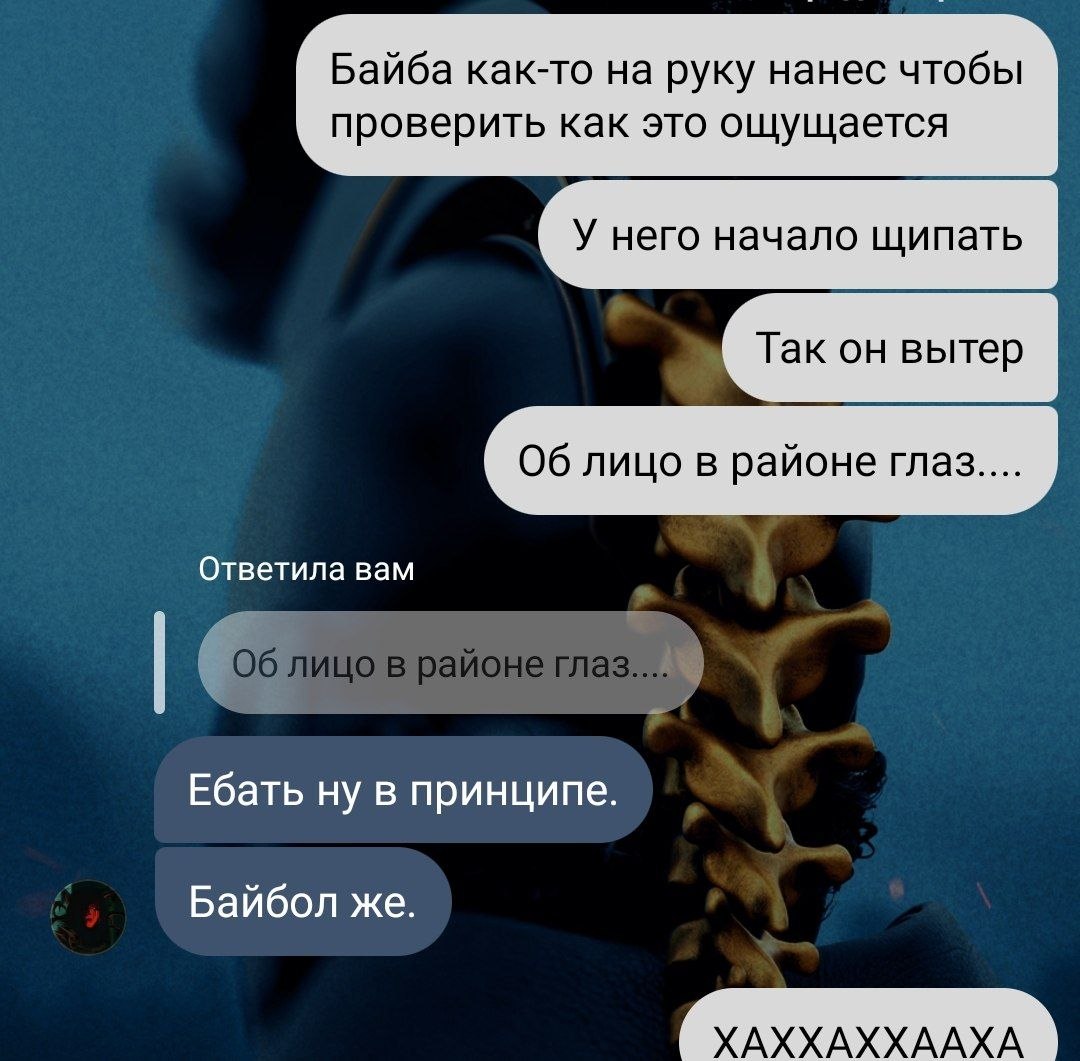 Байба как-то на руку нанес чтобы
проверить как это ощущается
У него начало щипать
Так он вытер
Об лицо в районе глаз....
Ответила вам
Об лицо в районе глаз....
Ебать ну в принципе.
Байбол же.
ХАХХАХХААХА